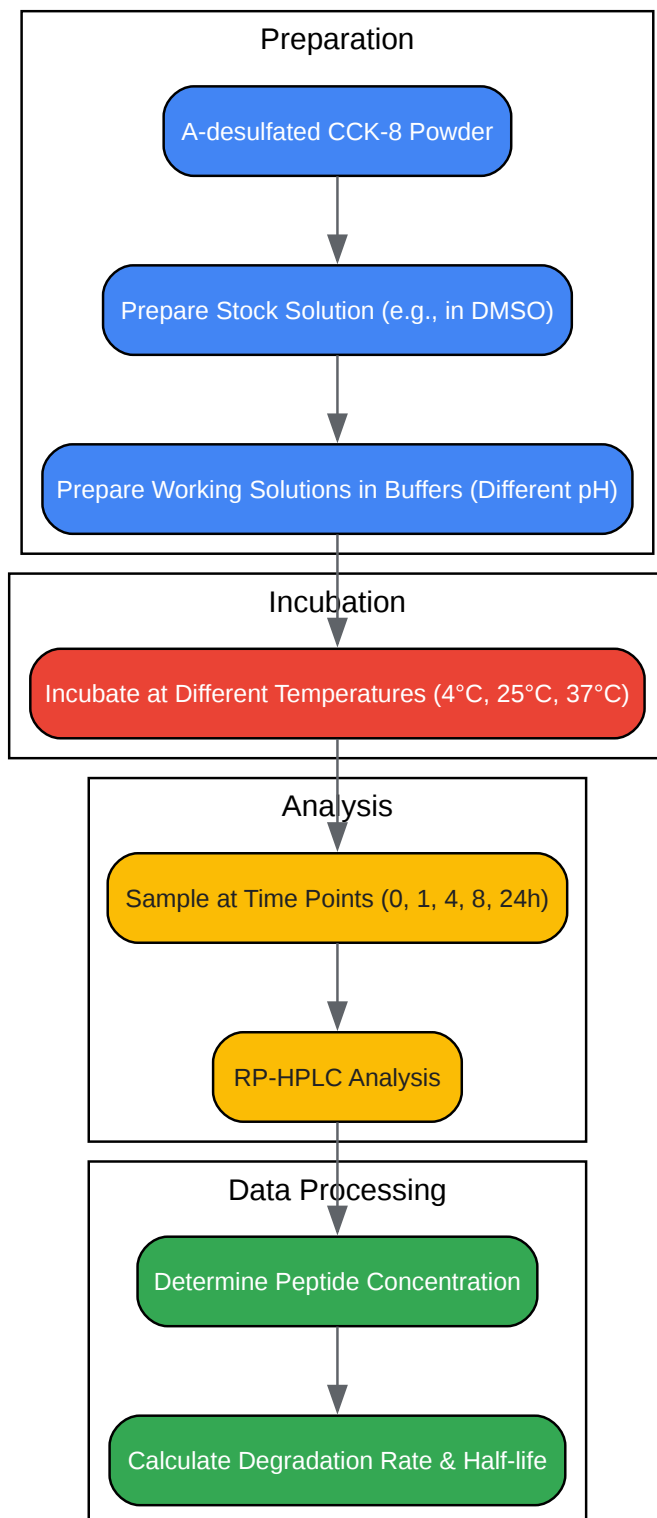 Preparation
A-desulfated CCK-8 Powder
Prepare Stock Solution (e.g., in DMSO)
Prepare Working Solutions in Buffers (Different pH)
Incubation
Incubate at Different Temperatures (4°C, 25°C, 37°C)
Analysis
Sample at Time Points (0, 1, 4, 8, 24h)
RP-HPLC Analysis
Data Processing
Determine Peptide Concentration
Calculate Degradation Rate & Half-life